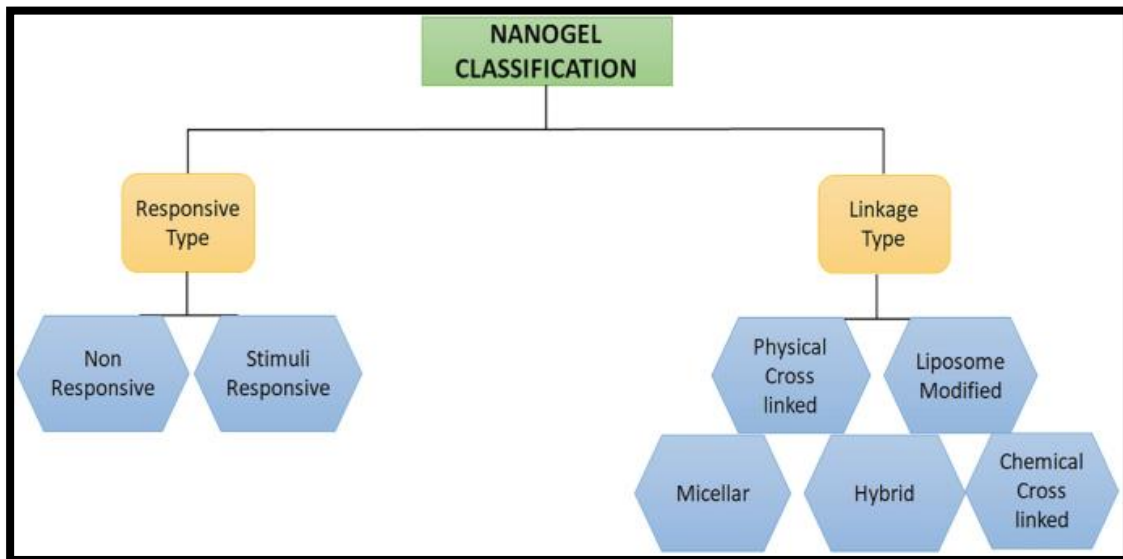 NANOGEL
CLASSIFICATION
Responsive
Type
Linkage
Type
Non
Responsive
Stimuli
Responsive
Physical
Cross
linked
Liposome
Modified
Micellar
Hybrid
Chemical
Cross
linked